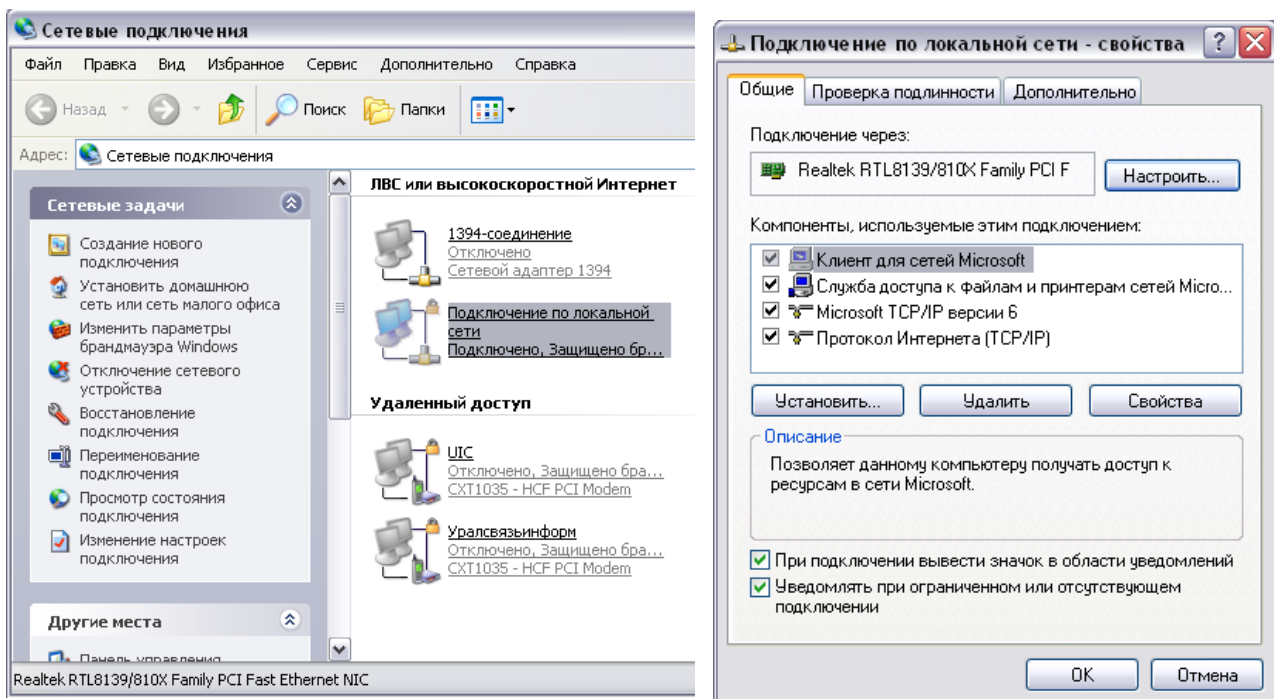 Сетевые подключения
Файл Правка Вид Избранное Сервис Дополнительно Справка
Назад Поиск Папки
Адрес: Сетевые подключения
Сетевые задачи
Создание нового
подключения
Установить домашнюю
сеть или сеть малого офиса
Изменить параметры
брандмауэра Windows
Отключение сетевого
устройства
Восстановление
подключения
Переименование
подключения
Просмотр состояния
подключения
Изменение настроек
подключения
Другие места
Панель управления
ЛВС или высокоскоростной Интернет
1394-соединение
Отключено
Сетевой адаптер 1394
Подключение по локальной
сети
Подключено, Защищено бр...
Удаленный доступ
UIC
Отключено, Защищено бра...
CXT1035 - HCF PCI Modem
Уралсвязьинформ
Отключено, Защищено бра...
CXT1035 - HCF PCI Modem
Realtek RTL8139/810X Family PCI Fast Ethernet NIC
Подключение по локальной сети - свойства
Общие Проверка подлинности Дополнительно
Подключение через:
Realtek RTL8139/810X Family PCI F
Настроить...
Компоненты, используемые этим подключением:
Клиент для сетей Microsoft
Служба доступа к файлам и принтерам сетей Micro...
Microsoft TCP/IP версии 6
Протокол Интернета (TCP/IP)
Установить... Удалить Свойства
Описание
Позволяет данному компьютеру получать доступ к
ресурсам в сети Microsoft.
При подключении вывести значок в области уведомлений
Уведомлять при ограниченном или отсутствующем
подключении
OK Отмена